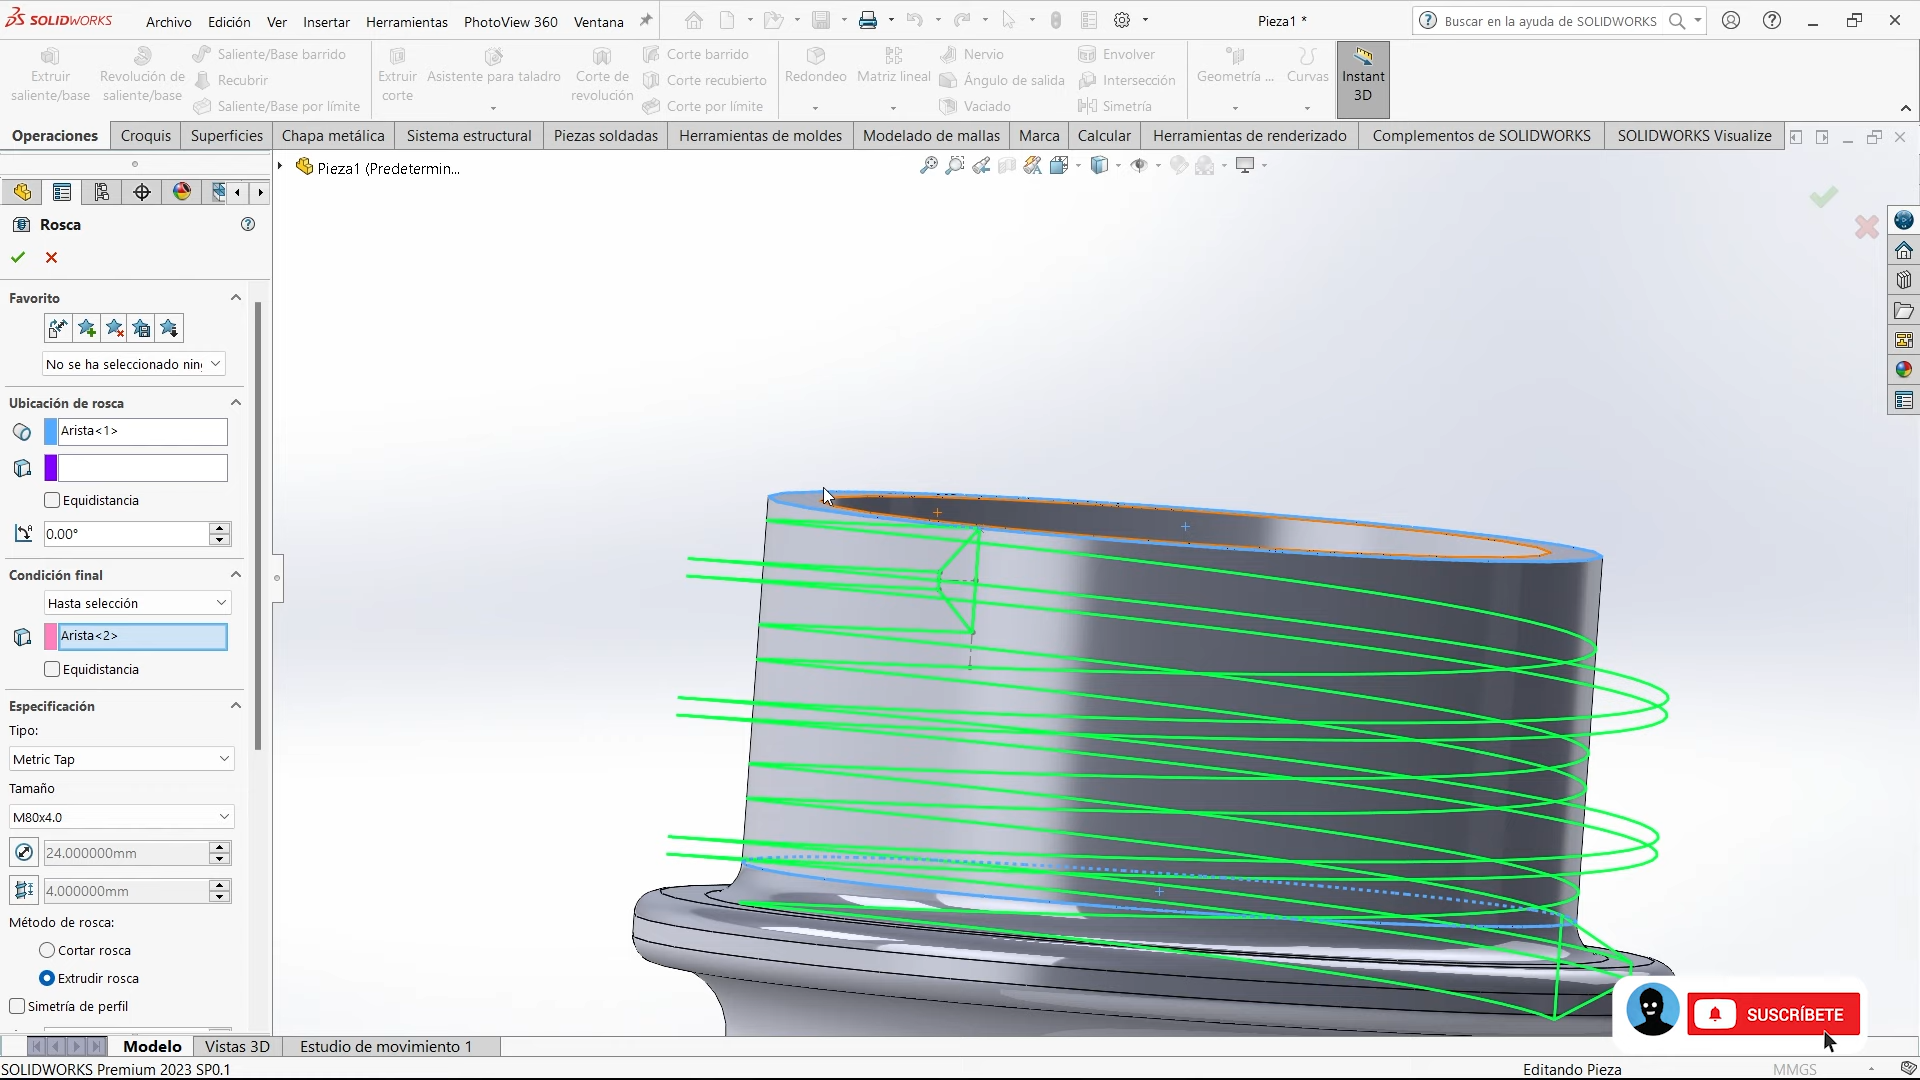 SOLIDWORKS Archivo Edición Ver Insertar Herramientas PhotoView 360 Ventana Pieza1 * Buscar en la ayuda de SOLIDWORKS
Extruir saliente/base
Revolución de saliente/base
Saliente/Base barrido
Recubrir
Saliente/Base por límite
Extruir corte
Asistente para taladro
Corte de revolución
Corte barrido
Corte recubierto
Corte por límite
Redondeo
Matriz lineal
Nervio
Ángulo de salida
Vaciado
Envolver
Intersección
Simetría
Geometría ...
Curvas
Instant 3D
Operaciones Croquis Superficies Chapa metálica Sistema estructural Piezas soldadas Herramientas de moldes Modelado de mallas Marca Calcular Herramientas de renderizado Complementos de SOLIDWORKS SOLIDWORKS Visualize
Pieza1 (Predetermin...
Rosca
Favorito
No se ha seleccionado nin
Ubicación de rosca
Arista<1>
Equidistancia
0.00°
Condición final
Hasta selección
Arista<2>
Equidistancia
Especificación
Tipo:
Metric Tap
Tamaño
M80x4.0
24.000000mm
4.000000mm
Método de rosca:
Cortar rosca
Extrudir rosca
Simetría de perfil
SUSCRÍBETE
Modelo Vistas 3D Estudio de movimiento 1
SOLIDWORKS Premium 2023 SP0.1 Editando Pieza MMGS